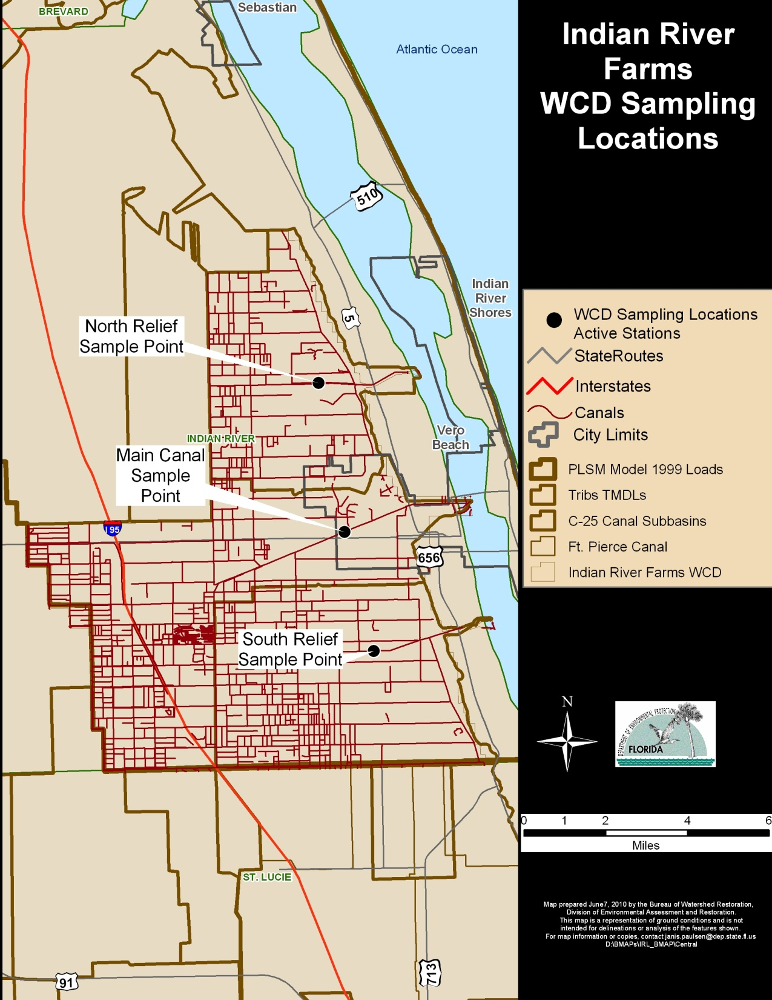 BREVARD
Sebastian
Atlantic Ocean
510
Indian
River
Shores
5
North Relief
Sample Point
INDIAN RIVER
Vero
Beach
Main Canal
Sample
Point
I 95
656
South Relief
Sample Point
ST. LUCIE
91
713
Indian River
Farms
WCD Sampling
Locations
WCD Sampling Locations
Active Stations
StateRoutes
Interstates
Canals
City Limits
PLSM Model 1999 Loads
Tribs TMDLs
C-25 Canal Subbasins
Ft. Pierce Canal
Indian River Farms WCD
N
DEPARTMENT OF ENVIRONMENTAL PROTECTION
FLORIDA
0 1 2 4 6
Miles
Map prepared June7, 2010 by the Bureau of Watershed Restoration,
Division of Environmental Assessment and Restoration.
This map is a representation of ground conditions and is not
intended for delineations or analysis of the features shown.
For map information or copies, contact janis.paulsen@dep.state.fl.us
D:\BMAPs\IRL_BMAP\Central